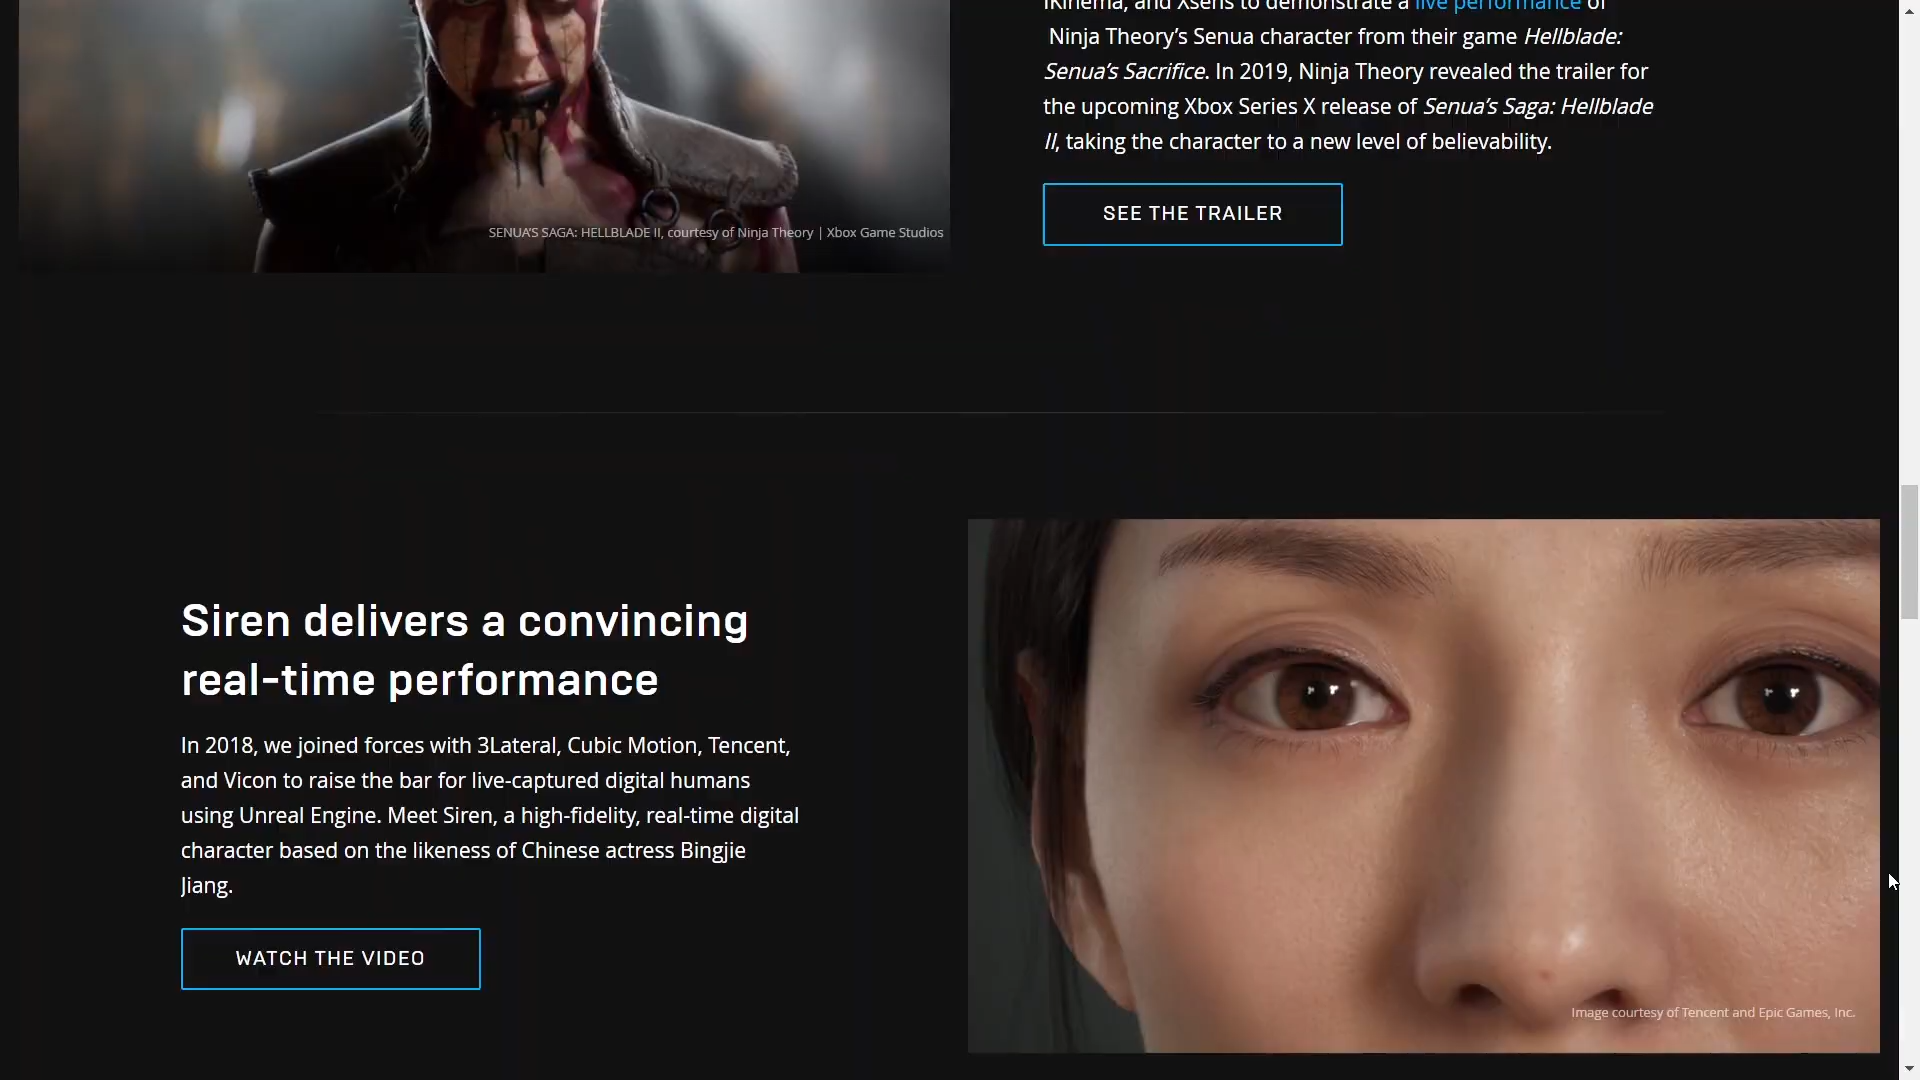 iKinema, and Xsens to demonstrate a live performance of
Ninja Theory’s Senua character from their game Hellblade:
Senua’s Sacrifice. In 2019, Ninja Theory revealed the trailer for
the upcoming Xbox Series X release of Senua’s Saga: Hellblade
II, taking the character to a new level of believability.
SEE THE TRAILER
SENUA’S SAGA: HELLBLADE II, courtesy of Ninja Theory | Xbox Game Studios
Siren delivers a convincing
real-time performance
In 2018, we joined forces with 3Lateral, Cubic Motion, Tencent,
and Vicon to raise the bar for live-captured digital humans
using Unreal Engine. Meet Siren, a high-fidelity, real-time digital
character based on the likeness of Chinese actress Bingjie
Jiang.
WATCH THE VIDEO
Image courtesy of Tencent and Epic Games, Inc.